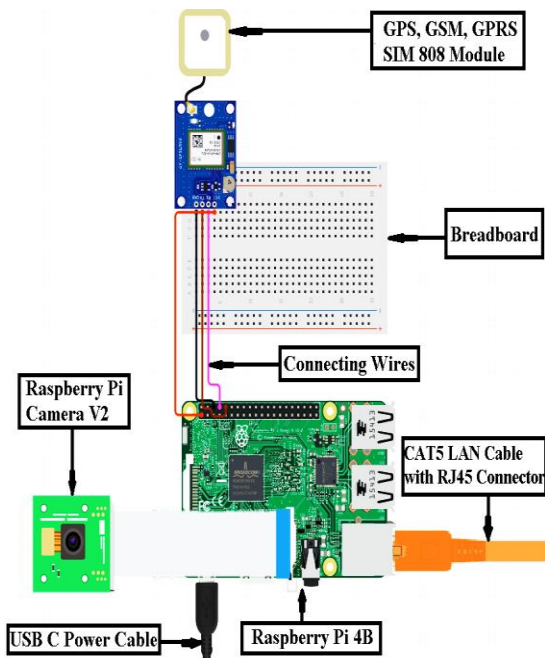 GPS, GSM, GPRS
SIM 808 Module
Breadboard
Connecting Wires
Raspberry Pi
Camera V2
CAT5 LAN Cable
with RJ45 Connector
USB C Power Cable
Raspberry Pi 4B